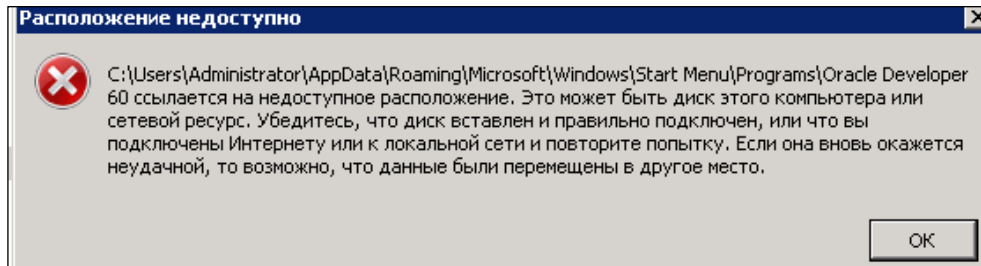 Расположение недоступно
C:\Users\Administrator\AppData\Roaming\Microsoft\Windows\Start Menu\Programs\Oracle Developer
60 ссылается на недоступное расположение. Это может быть диск этого компьютера или
сетевой ресурс. Убедитесь, что диск вставлен и правильно подключен, или что вы
подключены Интернету или к локальной сети и повторите попытку. Если она вновь окажется
неудачной, то возможно, что данные были перемещены в другое место.
ОК